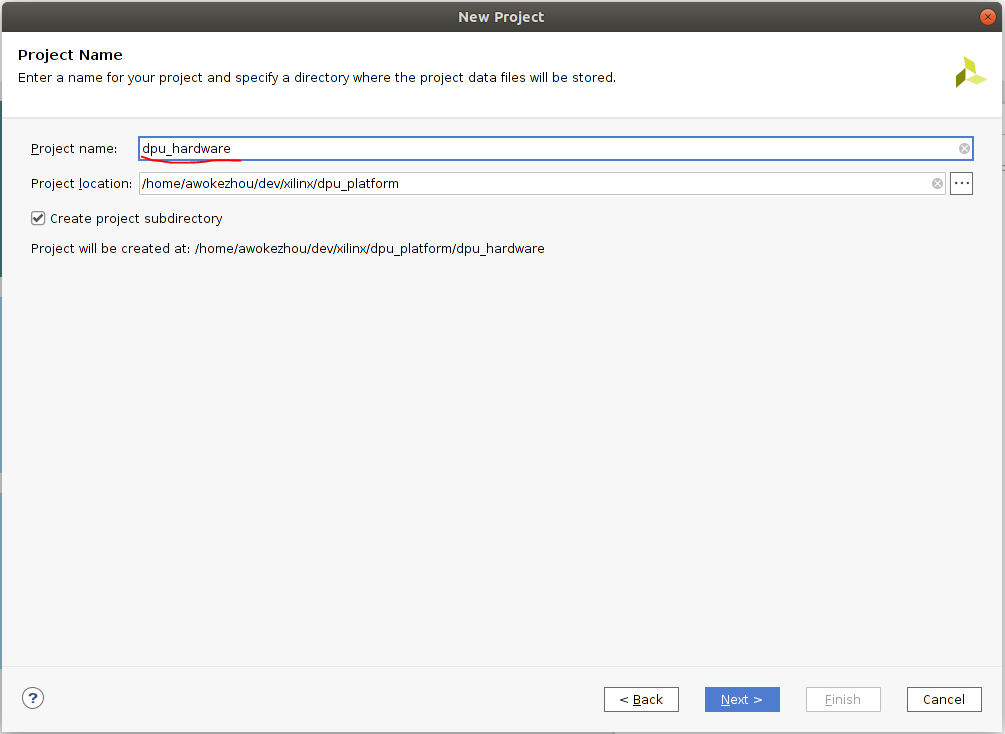 New Project
Project Name
Enter a name for your project and specify a directory where the project data files will be stored.
Project name: dpu_hardware
Project location: /home/awokezhou/dev/xilinx/dpu_platform ...
Create project subdirectory
Project will be created at: /home/awokezhou/dev/xilinx/dpu_platform/dpu_hardware
? < Back Next > Finish Cancel